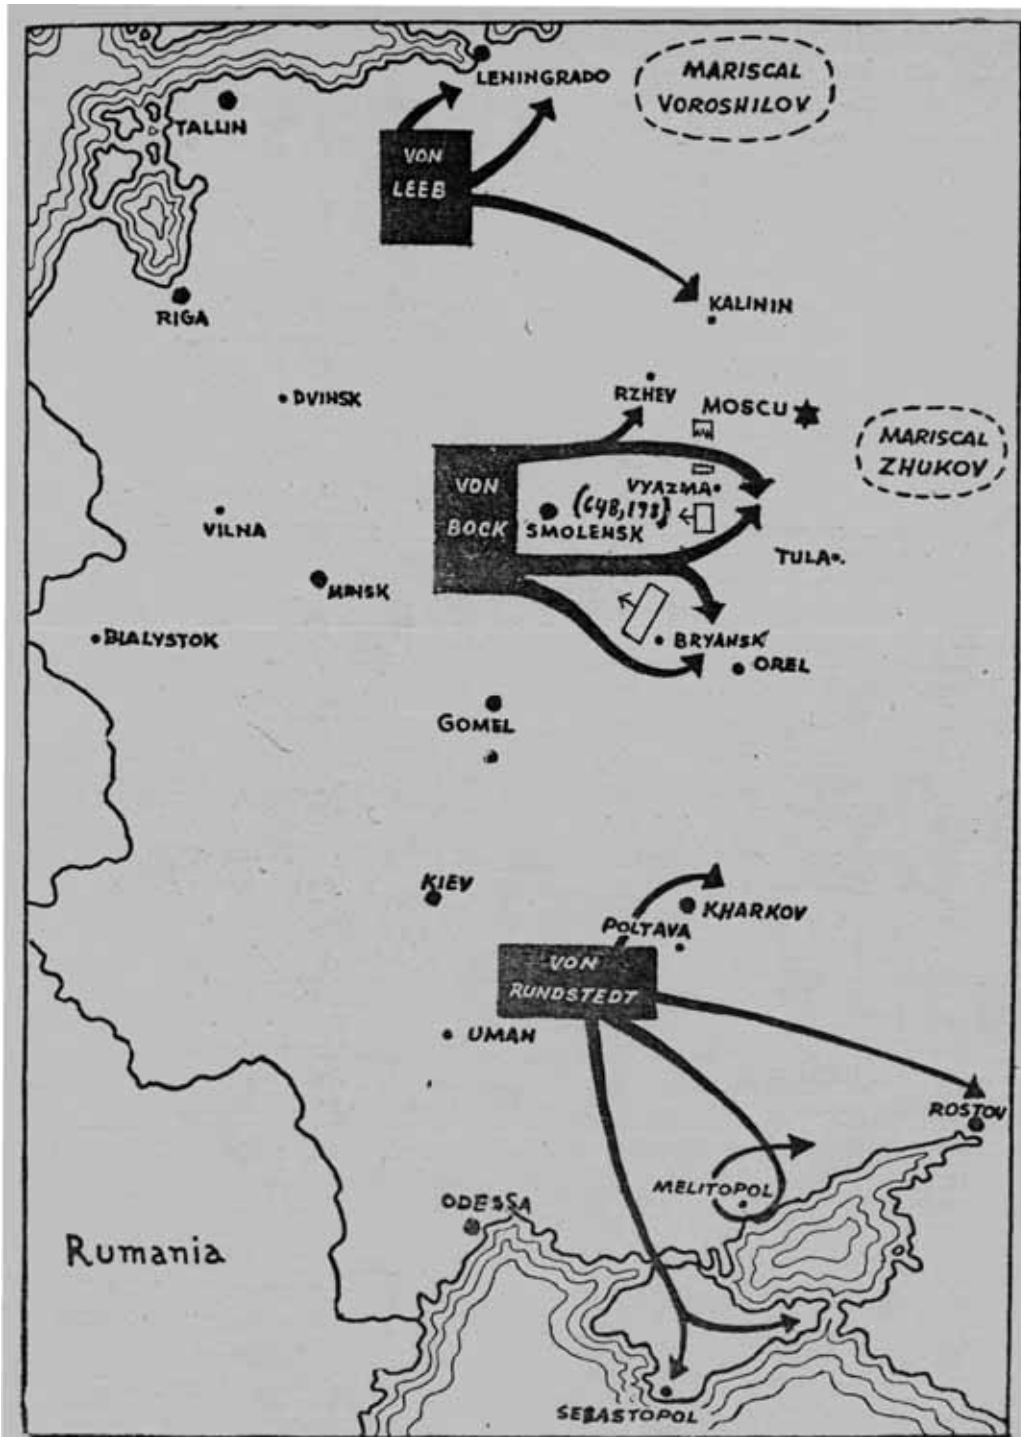 LENINGRADO
MARISCAL
VOROSHILOV
TALLIN
VON
LEEB
RIGA
KALININ
DVINSK
RZHEV
MOSCU
MARISCAL
ZHUKOV
VON
BOCK
VYAZMA
(648,198)
SMOLENSK
VILNA
TULA
MINSK
BIALYSTOK
BRYANSK
OREL
GOMEL
KIEV
KHARKOV
POLTAVA
VON
RUNDSTEDT
UMAN
ROSTOV
MELITOPOL
ODESSA
Rumania
SEBASTOPOL